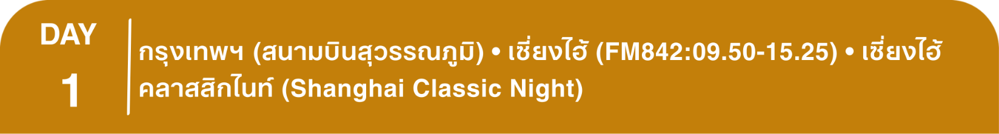 DAY
1
กรุงเทพฯ (สนามบินสุวรรณภูมิ) • เซี่ยงไฮ้ (FM842:09.50-15.25) • เซี่ยงไฮ้
คลาสสิกไนท์ (Shanghai Classic Night)